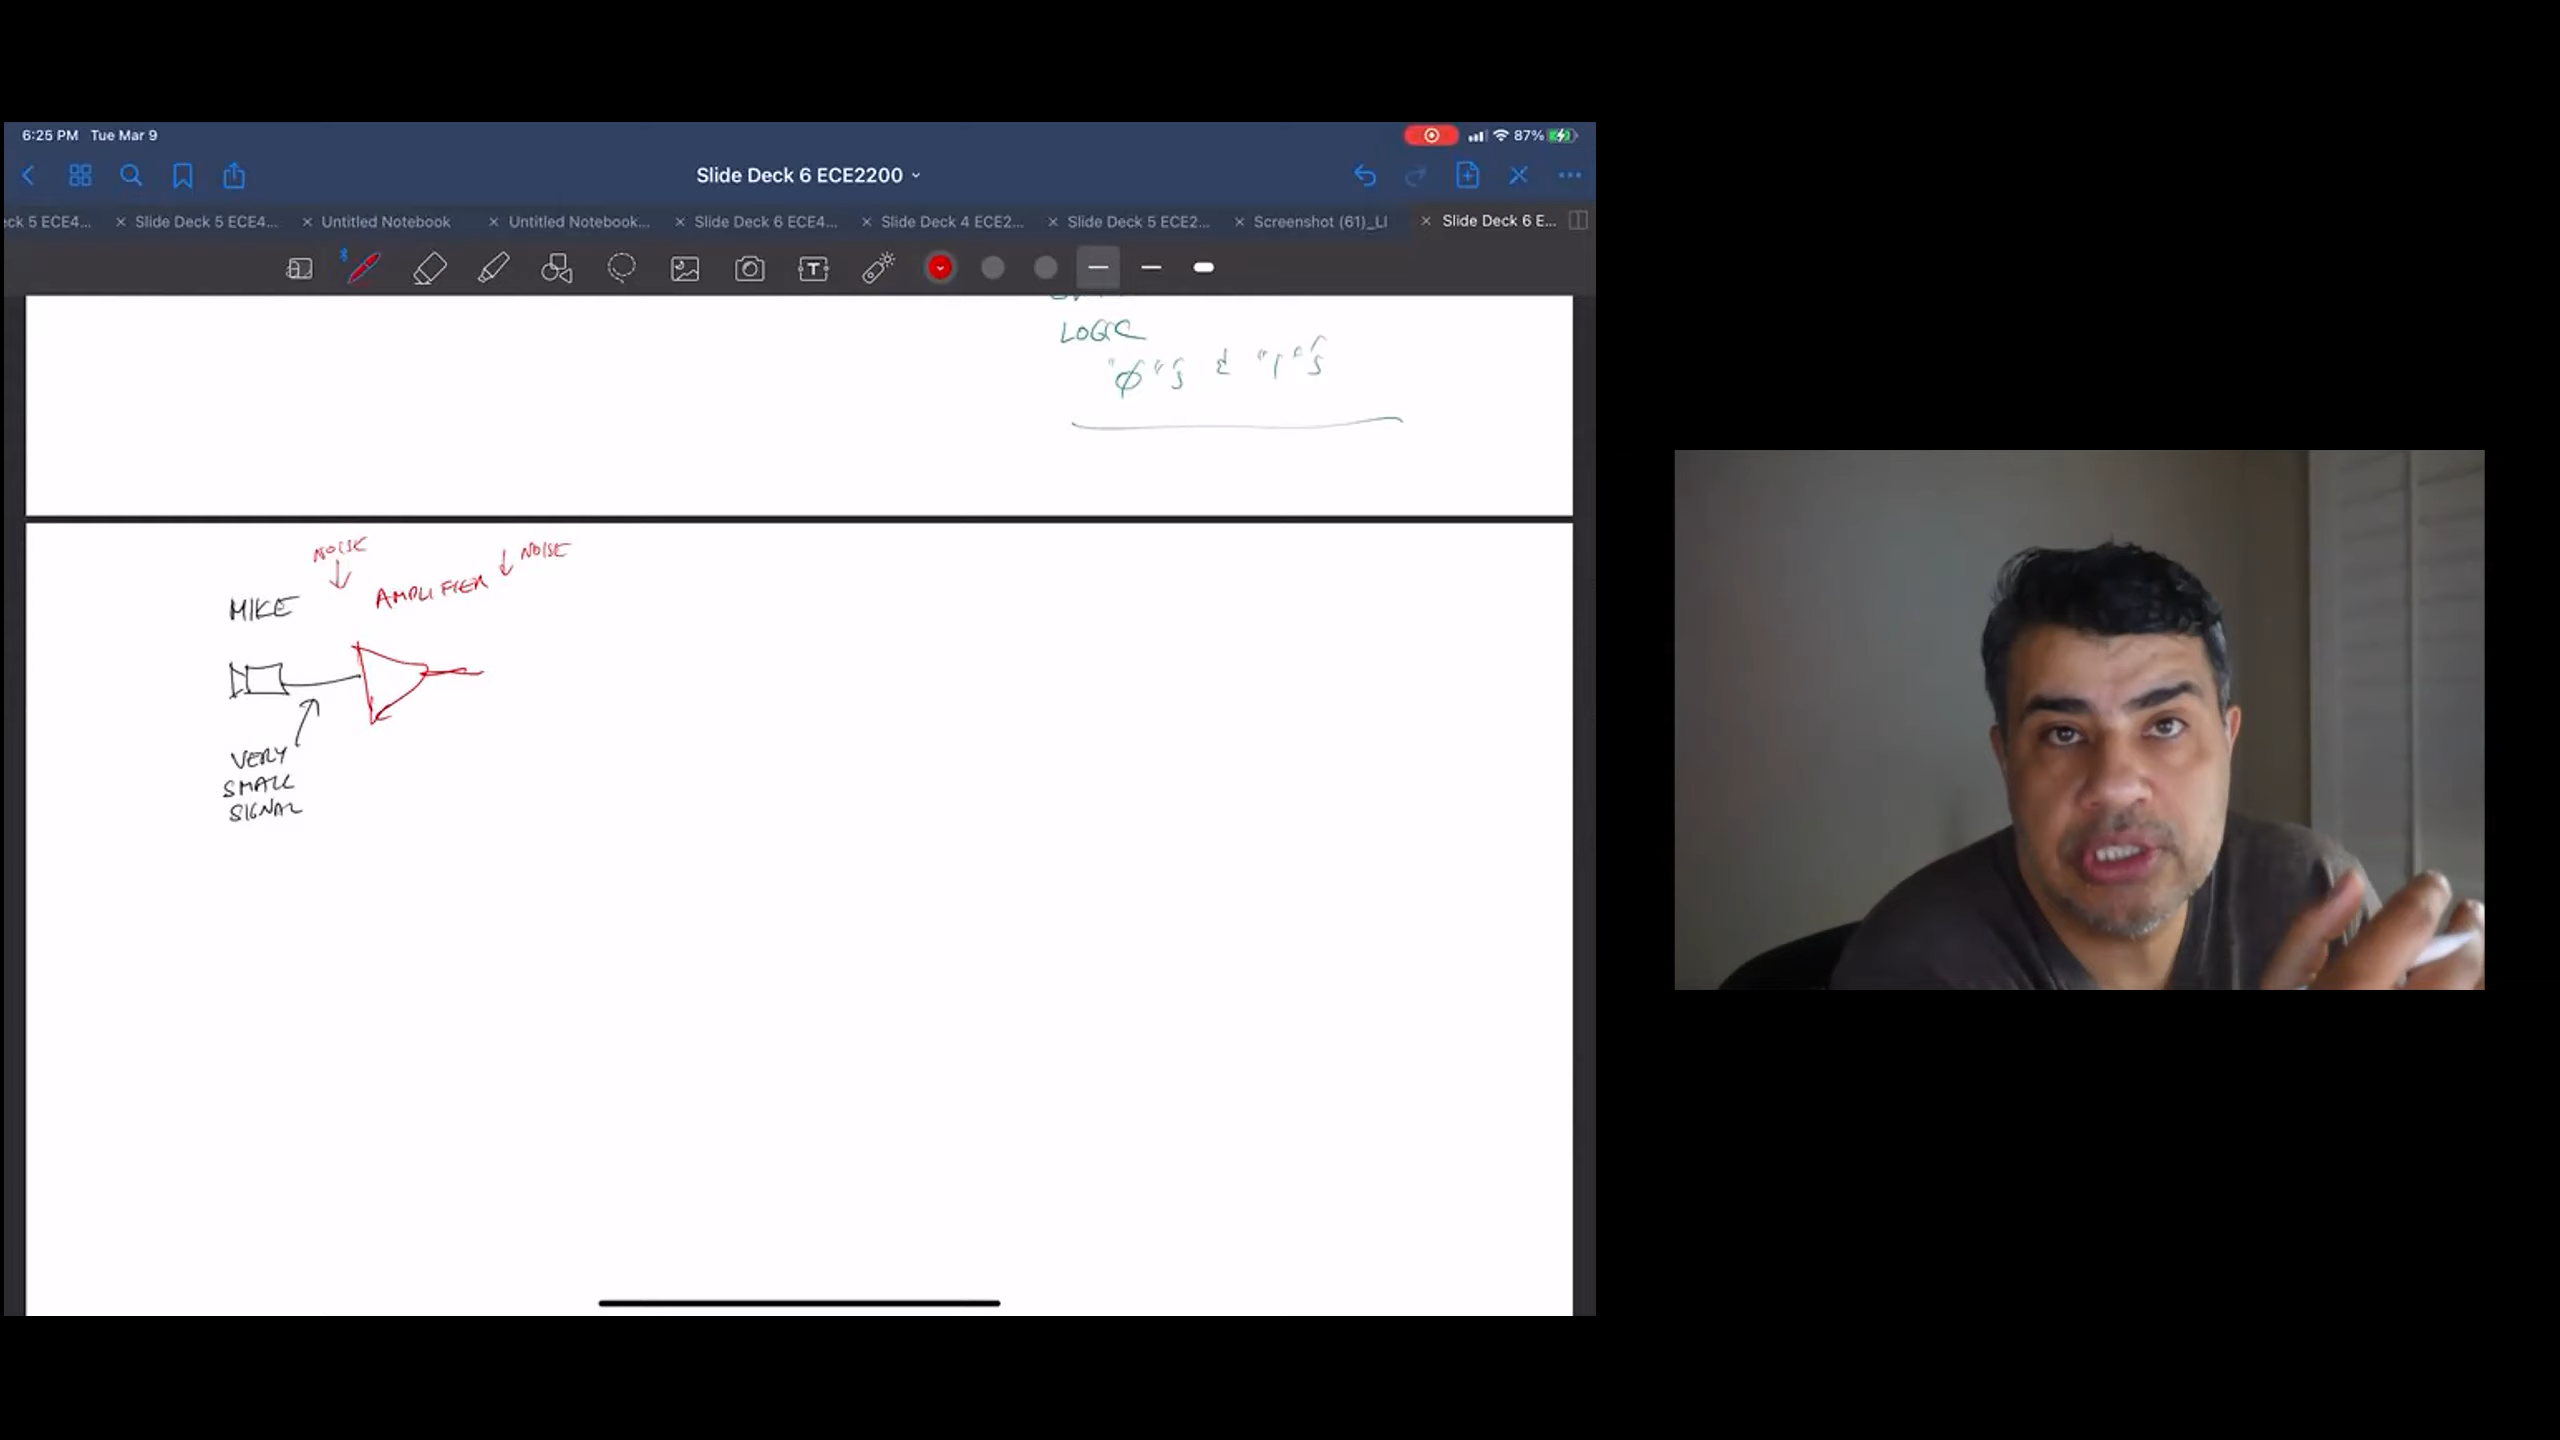 6:25 PM Tue Mar 9
87%
Slide Deck 6 ECE2200
ck 5 ECE4...
Slide Deck 5 ECE4...
Untitled Notebook
Untitled Notebook...
Slide Deck 6 ECE4...
Slide Deck 4 ECE2...
Slide Deck 5 ECE2...
Screenshot (61)_LI
Slide Deck 6 E...
T
LOGIC
"0"s & "1"s
NOISE
NOISE
AMPLIFIER
MIKE
VERY
SMALL
SIGNAL